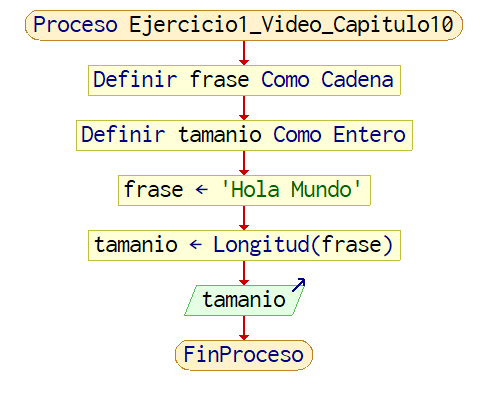 Proceso Ejercicio1_Video_Capitulo10
Definir frase Como Cadena
Definir tamanio Como Entero
frase ← 'Hola Mundo'
tamanio ← Longitud(frase)
tamanio
FinProceso